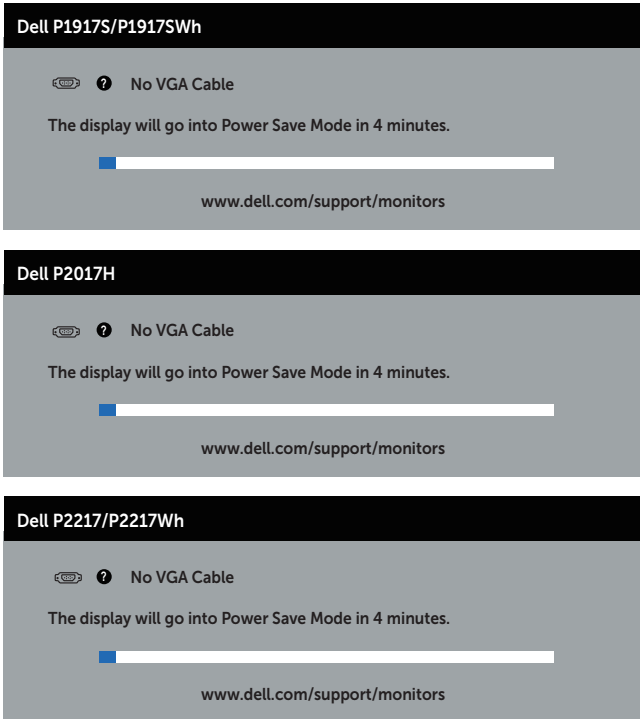 Dell P1917S/P1917SWh
? No VGA Cable
The display will go into Power Save Mode in 4 minutes.
www.dell.com/support/monitors
Dell P2017H
? No VGA Cable
The display will go into Power Save Mode in 4 minutes.
www.dell.com/support/monitors
Dell P2217/P2217Wh
? No VGA Cable
The display will go into Power Save Mode in 4 minutes.
www.dell.com/support/monitors